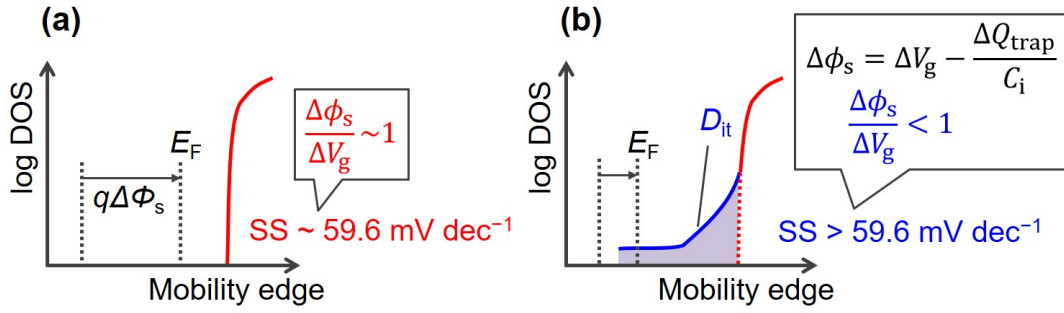 (a)
log DOS
E_F
qΔΦ_s
Δϕ_s / ΔV_g ~1
SS ~ 59.6 mV dec⁻¹
Mobility edge
(b)
log DOS
E_F
D_it
Δϕ_s = ΔV_g − ΔQ_trap / C_i
Δϕ_s / ΔV_g < 1
SS > 59.6 mV dec⁻¹
Mobility edge